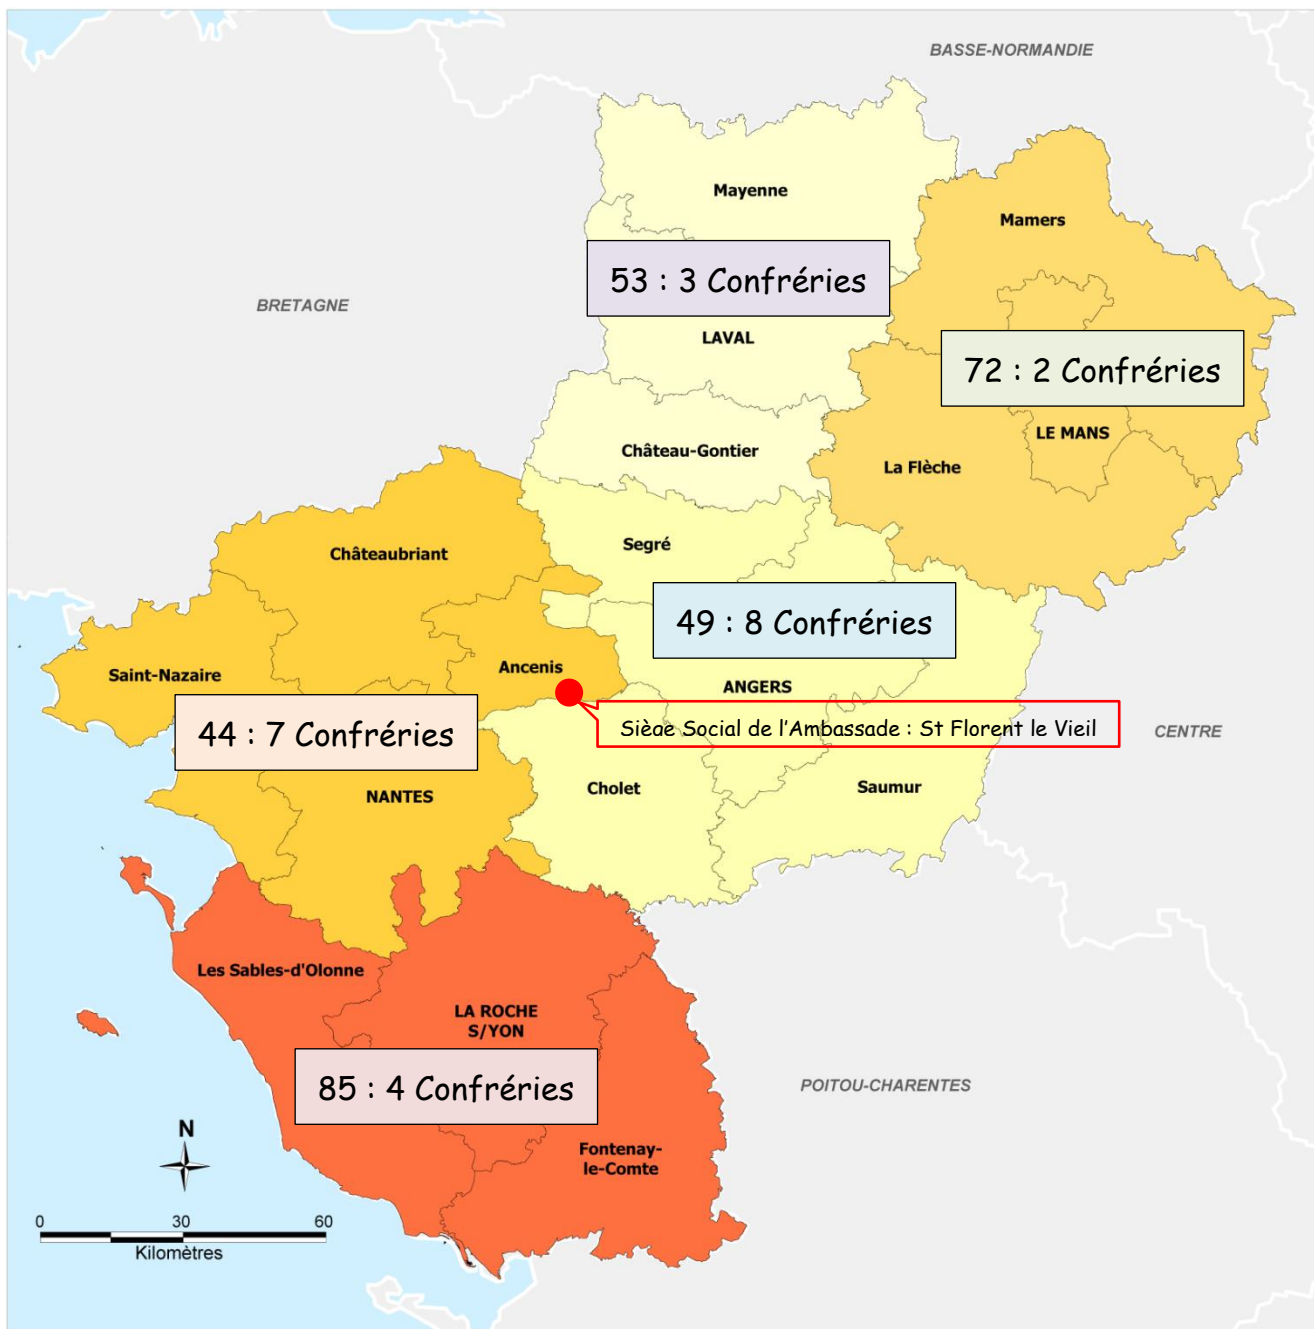 BASSE-NORMANDIE
Mayenne
Mamers
53 : 3 Confréries
BRETAGNE
LAVAL
72 : 2 Confréries
LE MANS
Château-Gontier
La Flèche
Segré
Châteaubriant
49 : 8 Confréries
Ancenis
Saint-Nazaire
ANGERS
Siège Social de l'Ambassade : St Florent le Vieil
44 : 7 Confréries
CENTRE
Cholet
Saumur
NANTES
Les Sables-d'Olonne
LA ROCHE
S/YON
85 : 4 Confréries
POITOU-CHARENTES
N
Fontenay-
le-Comte
0 30 60
Kilomètres